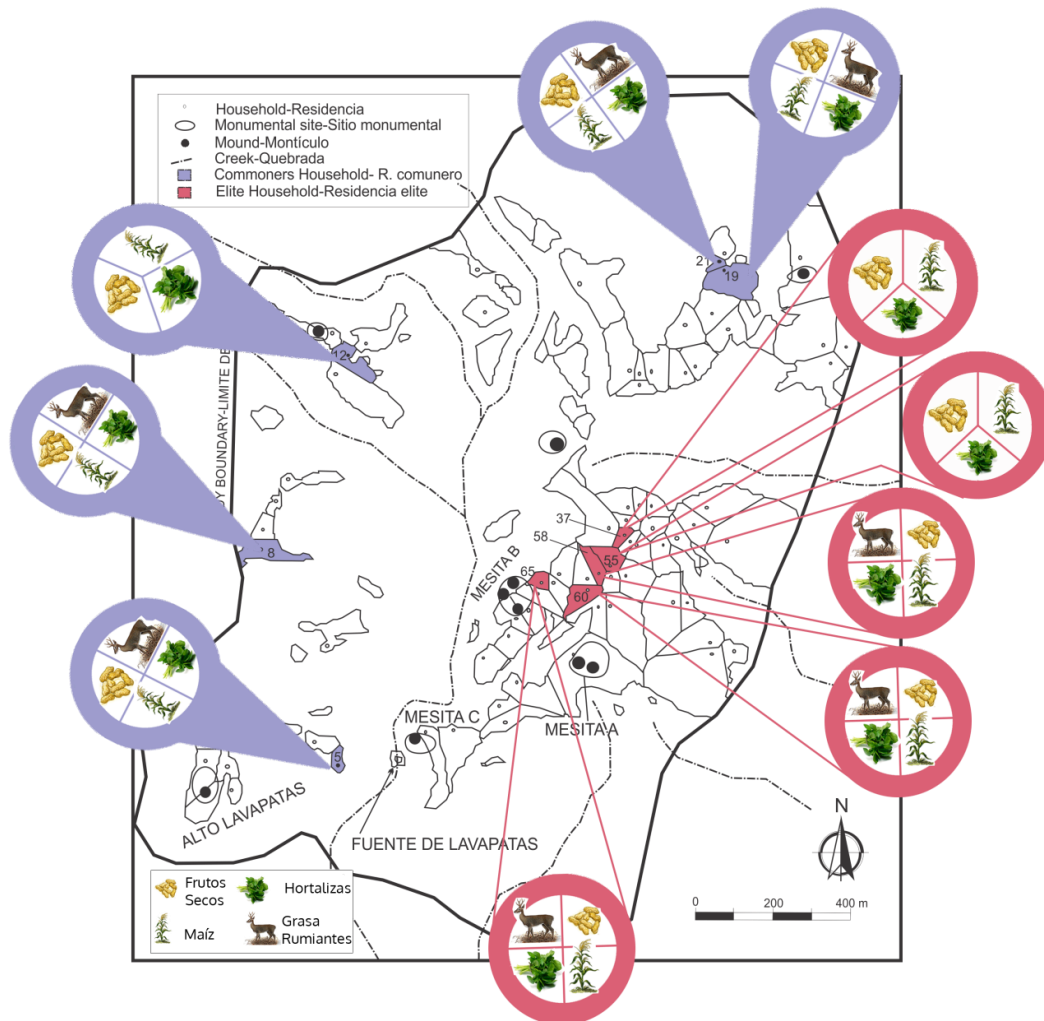 Household-Residencia
Monumental site-Sitio monumental
Mound-Montículo
Creek-Quebrada
Commoners Household- R. comunero
Elite Household-Residencia elite
21
19
12
DY BOUNDARY-LIMITE DE
8
37
58
55
65
60
MESITA B
MESITA C
MESITA A
5
ALTO LAVAPATAS
FUENTE DE LAVAPATAS
N
Frutos
Secos
Hortalizas
Maíz
Grasa
Rumiantes
0 200 400 m